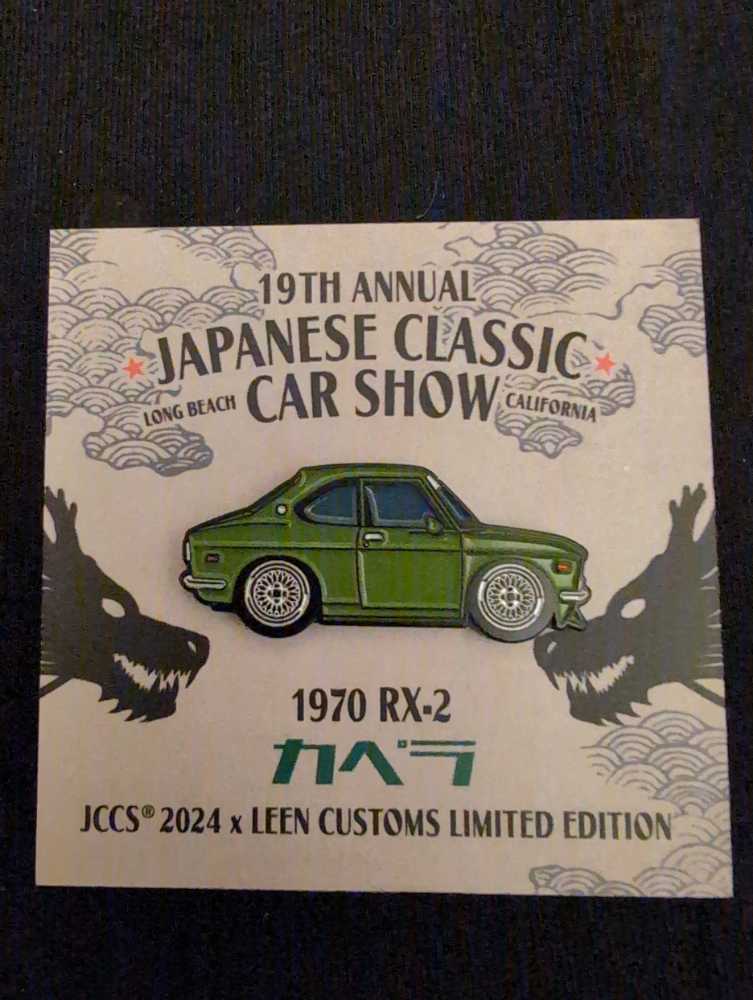 19TH ANNUAL
JAPANESE CLASSIC
LONG BEACH CAR SHOW CALIFORNIA
1970 RX-2
カペラ
JCCS® 2024 x LEEN CUSTOMS LIMITED EDITION